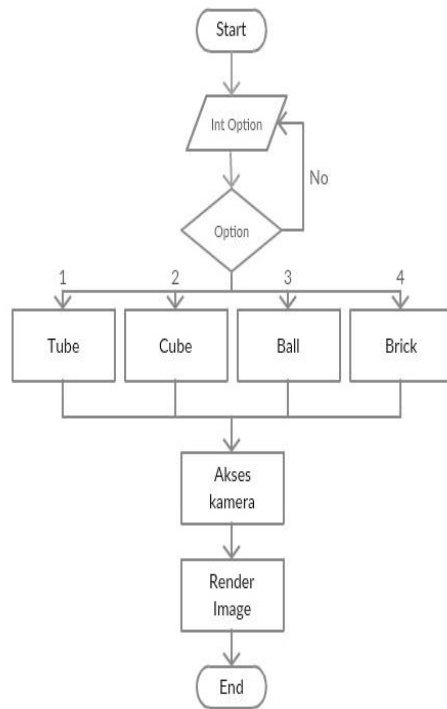 Start
Int Option
No
Option
1
2
3
4
Tube
Cube
Ball
Brick
Akses
kamera
Render
Image
End